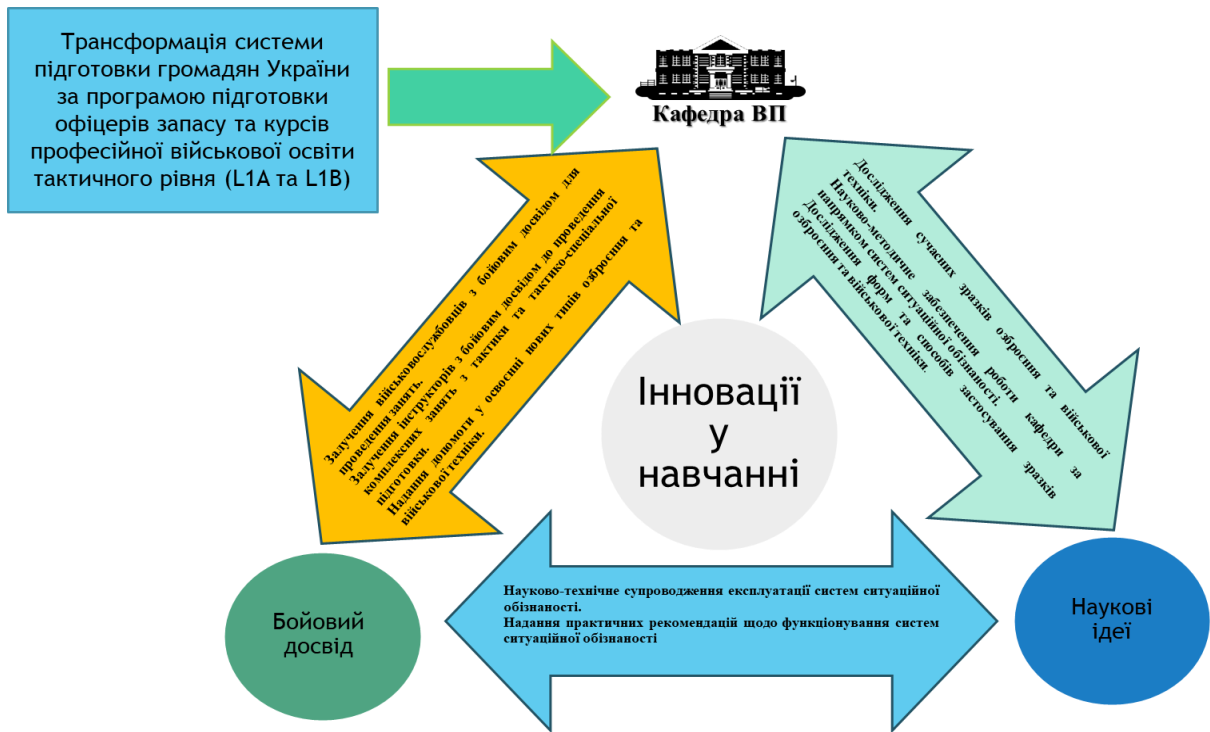 Трансформація системи
підготовки громадян України
за програмою підготовки
офіцерів запасу та курсів
професійної військової освіти
тактичного рівня (L1A та L1B)
Кафедра ВП
Залучення військовослужбовців з бойовим досвідом для
проведення занять.
Залучення інструкторів з бойовим досвідом до проведення
комплексних занять з тактики та тактико-спеціальної
підготовки.
Надання допомоги у освоєнні нових типів озброєння та
військової техніки.
Дослідження сучасних зразків озброєння та військової
техніки.
Науково-методичне забезпечення роботи кафедри за
напрямком систем ситуаційної обізнаності.
Дослідження форм та способів застосування зразків
озброєння та військової техніки.
Інновації
у
навчанні
Бойовий
досвід
Науково-технічне супроводження експлуатації систем ситуаційної
обізнаності.
Надання практичних рекомендацій щодо функціонування систем
ситуаційної обізнаності
Наукові
ідеї